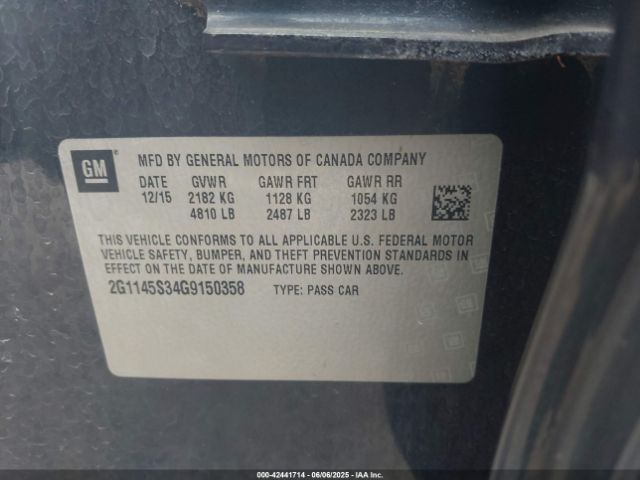 GM
MFD BY GENERAL MOTORS OF CANADA COMPANY
DATE GVWR GAWR FRT GAWR RR
12/15 2182 KG 1128 KG 1054 KG
4810 LB 2487 LB 2323 LB
THIS VEHICLE CONFORMS TO ALL APPLICABLE U.S. FEDERAL MOTOR
VEHICLE SAFETY, BUMPER, AND THEFT PREVENTION STANDARDS IN
EFFECT ON THE DATE OF MANUFACTURE SHOWN ABOVE.
2G1145S34G9150358 TYPE: PASS CAR
000-42441714 - 06/06/2025 - IAA Inc.